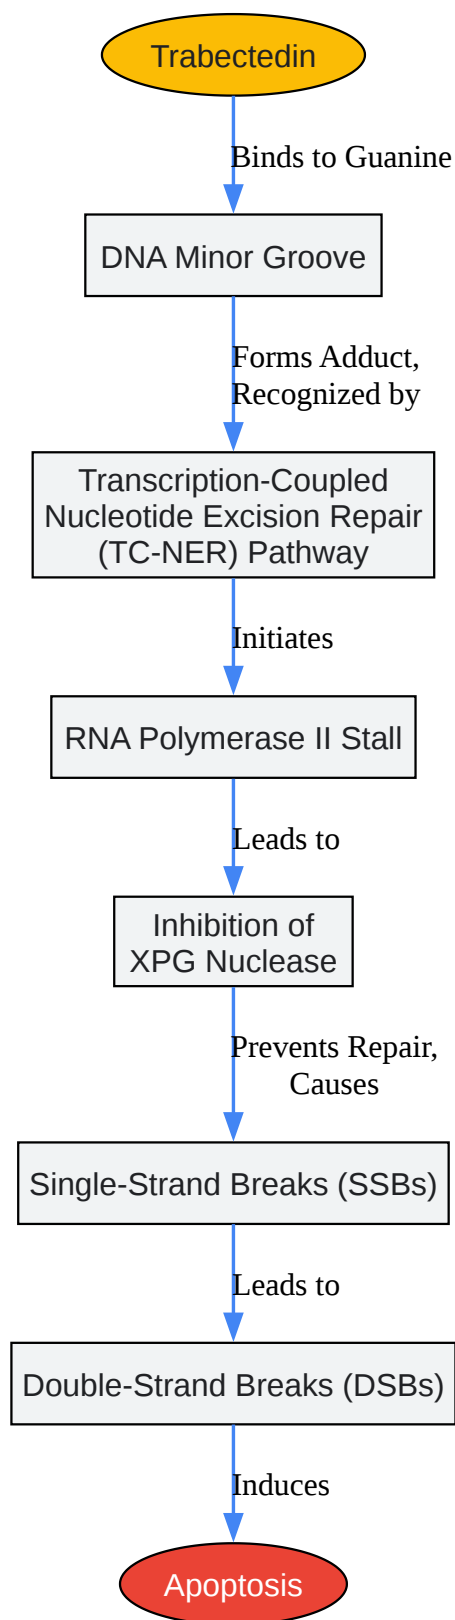 Trabectedin
Binds to Guanine
DNA Minor Groove
Forms Adduct,
Recognized by
Transcription-Coupled
Nucleotide Excision Repair
(TC-NER) Pathway
Initiates
RNA Polymerase II Stall
Leads to
Inhibition of
XPG Nuclease
Prevents Repair,
Causes
Single-Strand Breaks (SSBs)
Leads to
Double-Strand Breaks (DSBs)
Induces
Apoptosis